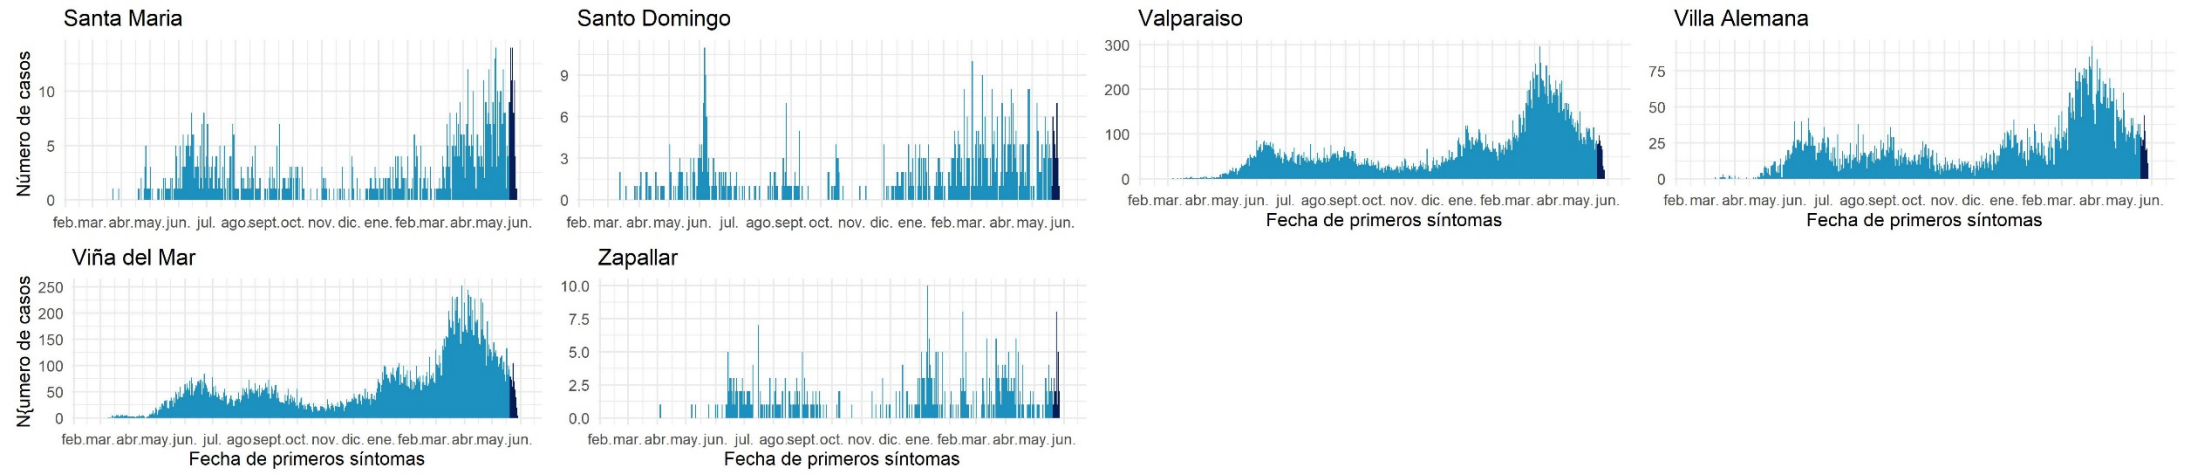 Santa Maria
Santo Domingo
Valparaiso
Villa Alemana
Número de casos
10
5
0
feb. mar. abr. may. jun. jul. ago. sept. oct. nov. dic. ene. feb. mar. abr. may. jun.
9
6
3
0
feb. mar. abr. may. jun. jul. ago. sept. oct. nov. dic. ene. feb. mar. abr. may. jun.
300
200
100
0
feb. mar. abr. may. jun. jul. ago. sept. oct. nov. dic. ene. feb. mar. abr. may. jun.
Fecha de primeros síntomas
75
50
25
0
feb. mar. abr. may. jun. jul. ago. sept. oct. nov. dic. ene. feb. mar. abr. may. jun.
Fecha de primeros síntomas
Viña del Mar
Zapallar
N{umero de casos
250
200
150
100
50
0
feb. mar. abr. may. jun. jul. ago. sept. oct. nov. dic. ene. feb. mar. abr. may. jun.
Fecha de primeros síntomas
10.0
7.5
5.0
2.5
0.0
feb. mar. abr. may. jun. jul. ago. sept. oct. nov. dic. ene. feb. mar. abr. may. jun.
Fecha de primeros síntomas